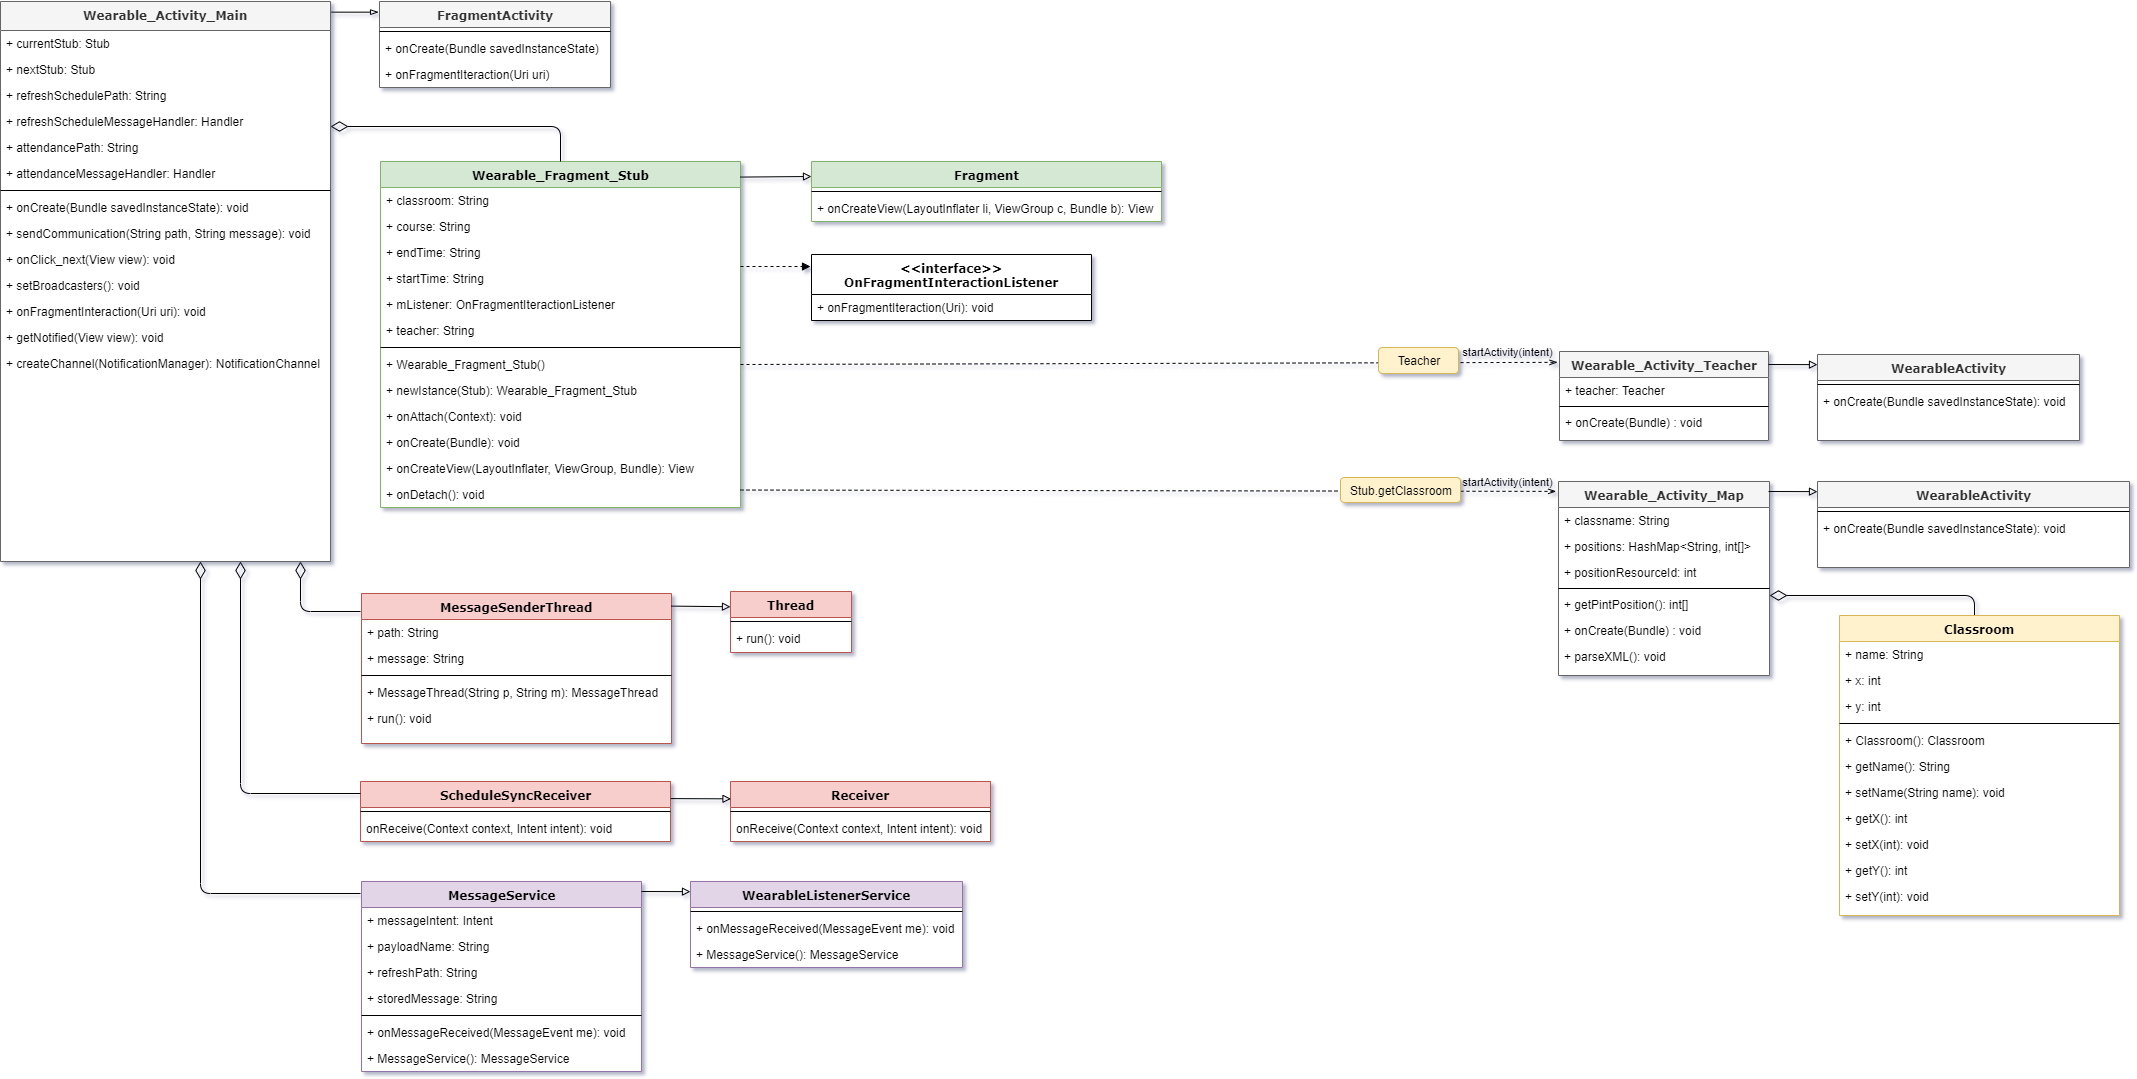 Wearable_Activity_Main
+ currentStub: Stub
+ nextStub: Stub
+ refreshSchedulePath: String
+ refreshScheduleMessageHandler: Handler
+ attendancePath: String
+ attendanceMessageHandler: Handler
+ onCreate(Bundle savedInstanceState): void
+ sendCommunication(String path, String message): void
+ onClick_next(View view): void
+ setBroadcasters(): void
+ onFragmentInteraction(Uri uri): void
+ getNotified(View view): void
+ createChannel(NotificationManager): NotificationChannel
FragmentActivity
+ onCreate(Bundle savedInstanceState)
+ onFragmentIteraction(Uri uri)
Wearable_Fragment_Stub
+ classroom: String
+ course: String
+ endTime: String
+ startTime: String
+ mListener: OnFragmentIteractionListener
+ teacher: String
+ Wearable_Fragment_Stub()
+ newIstance(Stub): Wearable_Fragment_Stub
+ onAttach(Context): void
+ onCreate(Bundle): void
+ onCreateView(LayoutInflater, ViewGroup, Bundle): View
+ onDetach(): void
Fragment
+ onCreateView(LayoutInflater li, ViewGroup c, Bundle b): View
<<interface>>
OnFragmentInteractionListener
+ onFragmentIteraction(Uri): void
Teacher
startActivity(intent)
Wearable_Activity_Teacher
+ teacher: Teacher
+ onCreate(Bundle) : void
WearableActivity
+ onCreate(Bundle savedInstanceState): void
Stub.getClassroom
startActivity(intent)
Wearable_Activity_Map
+ classname: String
+ positions: HashMap<String, int[]>
+ positionResourceId: int
+ getPintPosition(): int[]
+ onCreate(Bundle) : void
+ parseXML(): void
WearableActivity
+ onCreate(Bundle savedInstanceState): void
Classroom
+ name: String
+ x: int
+ y: int
+ Classroom(): Classroom
+ getName(): String
+ setName(String name): void
+ getX(): int
+ setX(int): void
+ getY(): int
+ setY(int): void
MessageSenderThread
+ path: String
+ message: String
+ MessageThread(String p, String m): MessageThread
+ run(): void
Thread
+ run(): void
ScheduleSyncReceiver
onReceive(Context context, Intent intent): void
Receiver
onReceive(Context context, Intent intent): void
MessageService
+ messageIntent: Intent
+ payloadName: String
+ refreshPath: String
+ storedMessage: String
+ onMessageReceived(MessageEvent me): void
+ MessageService(): MessageService
WearableListenerService
+ onMessageReceived(MessageEvent me): void
+ MessageService(): MessageService